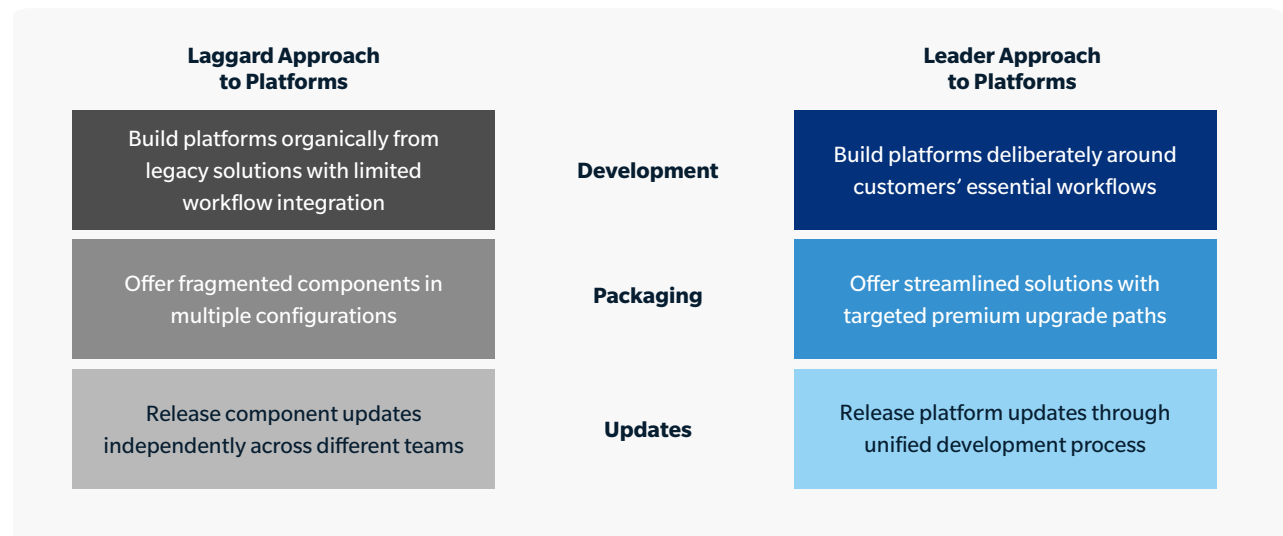 Laggard Approach
to Platforms
Leader Approach
to Platforms
Build platforms organically from
legacy solutions with limited
workflow integration
Development
Build platforms deliberately around
customers’ essential workflows
Offer fragmented components in
multiple configurations
Packaging
Offer streamlined solutions with
targeted premium upgrade paths
Release component updates
independently across different teams
Updates
Release platform updates through
unified development process